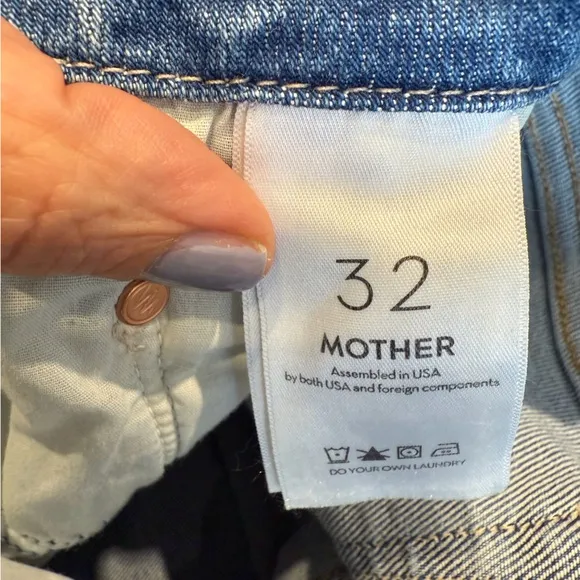 32
MOTHER
Assembled in USA
by both USA and foreign components
DO YOUR OWN LAUNDRY